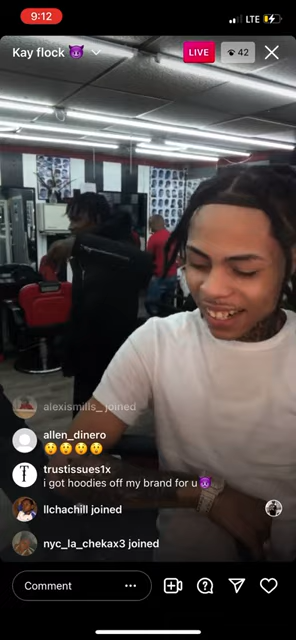 9:12
LTE
Kay flock 😈
LIVE
42
alexismills_ joined
allen_dinero
😲😲😲😲
trustissues1x
i got hoodies off my brand for u😈
llchachill joined
nyc_la_chekax3 joined
Comment